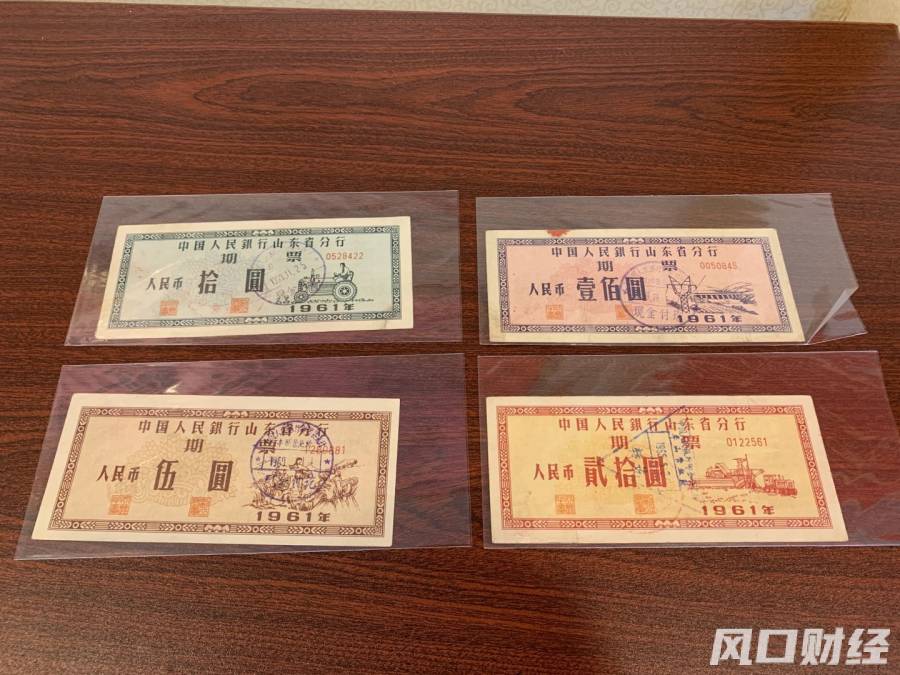 中国人民銀行山东省分行
期 票
0528422
人民币 拾圓
1961年
中国人民銀行山东省分行
期 票
0050845
人民币 壹佰圓
现金付
1961年
中国人民銀行山东省分行
期 票
人民币 伍圓
1961年
中国人民銀行山东省分行
期 票
0122561
人民币 贰拾圓
1961年
风口财经